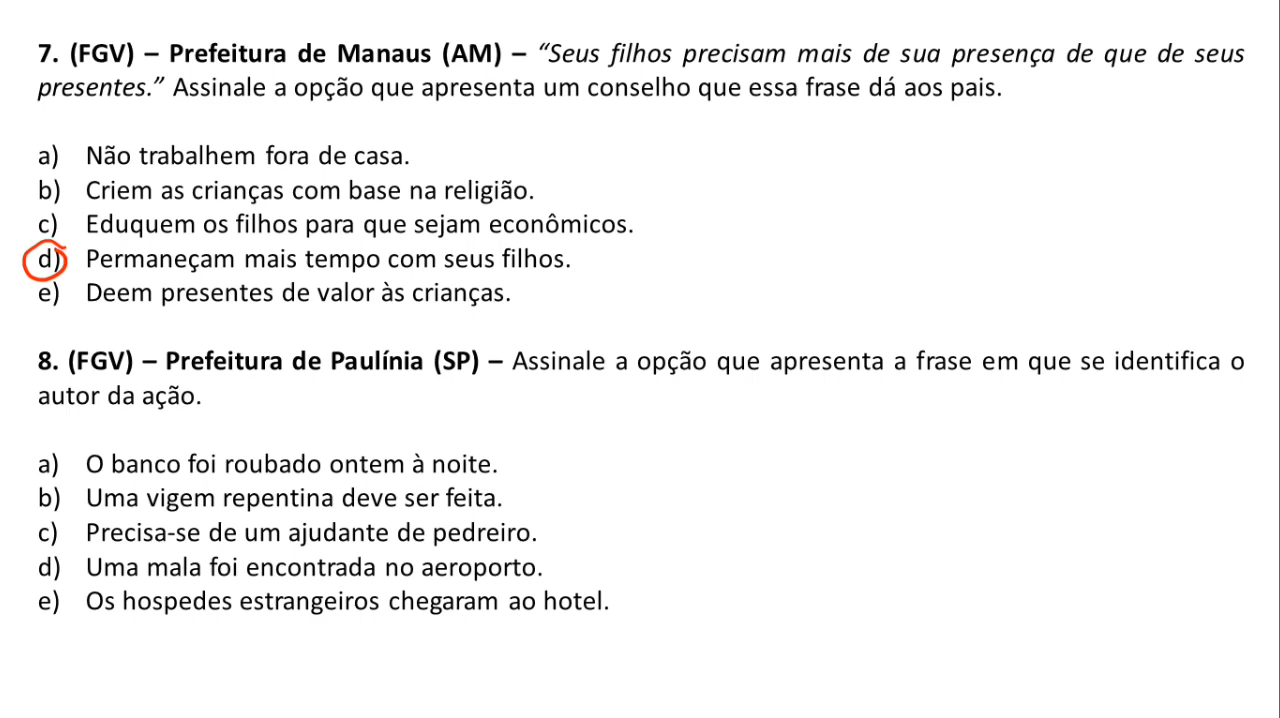 7. (FGV) – Prefeitura de Manaus (AM) – “Seus filhos precisam mais de sua presença de que de seus
presentes.” Assinale a opção que apresenta um conselho que essa frase dá aos pais.
a) Não trabalhem fora de casa.
b) Criem as crianças com base na religião.
c) Eduquem os filhos para que sejam econômicos.
d) Permaneçam mais tempo com seus filhos.
e) Deem presentes de valor às crianças.
8. (FGV) – Prefeitura de Paulínia (SP) – Assinale a opção que apresenta a frase em que se identifica o
autor da ação.
a) O banco foi roubado ontem à noite.
b) Uma vigem repentina deve ser feita.
c) Precisa-se de um ajudante de pedreiro.
d) Uma mala foi encontrada no aeroporto.
e) Os hospedes estrangeiros chegaram ao hotel.